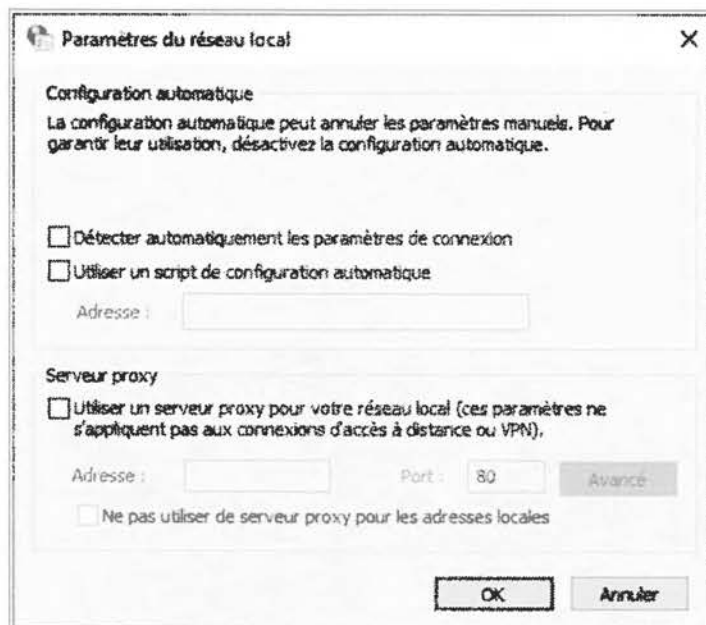 Paramètres du réseau local
Configuration automatique
La configuration automatique peut annuler les paramètres manuels. Pour
garantir leur utilisation, désactivez la configuration automatique.
Détecter automatiquement les paramètres de connexion
Utiliser un script de configuration automatique
Adresse :
Serveur proxy
Utiliser un serveur proxy pour votre réseau local (ces paramètres ne
s'appliquent pas aux connexions d'accès à distance ou VPN).
Adresse : Port : 80 Avancé
Ne pas utiliser de serveur proxy pour les adresses locales
OK Annuler